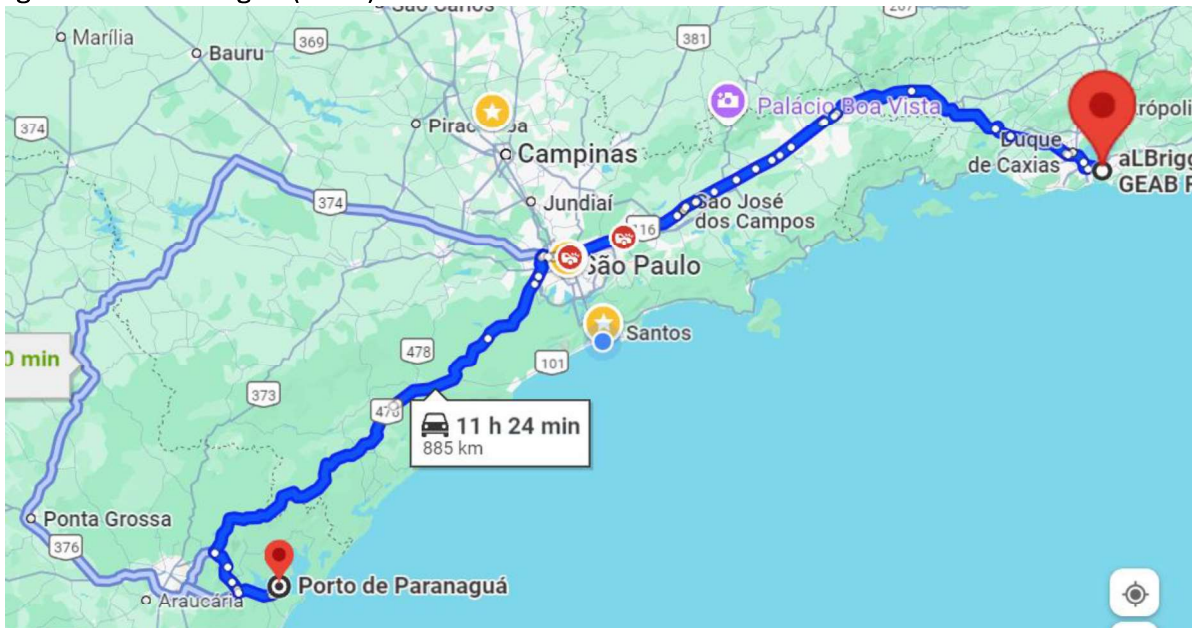 São Carlos
Marília
Bauru
369
381
Palácio Boa Vista
374
Campinas
Duque
de Caxias
aLBrigg
GEAB F
374
Jundiaí
São José
dos Campos
116
São Paulo
Santos
0 min
478
101
373
11 h 24 min
885 km
Ponta Grossa
376
Porto de Paranaguá
Araucária